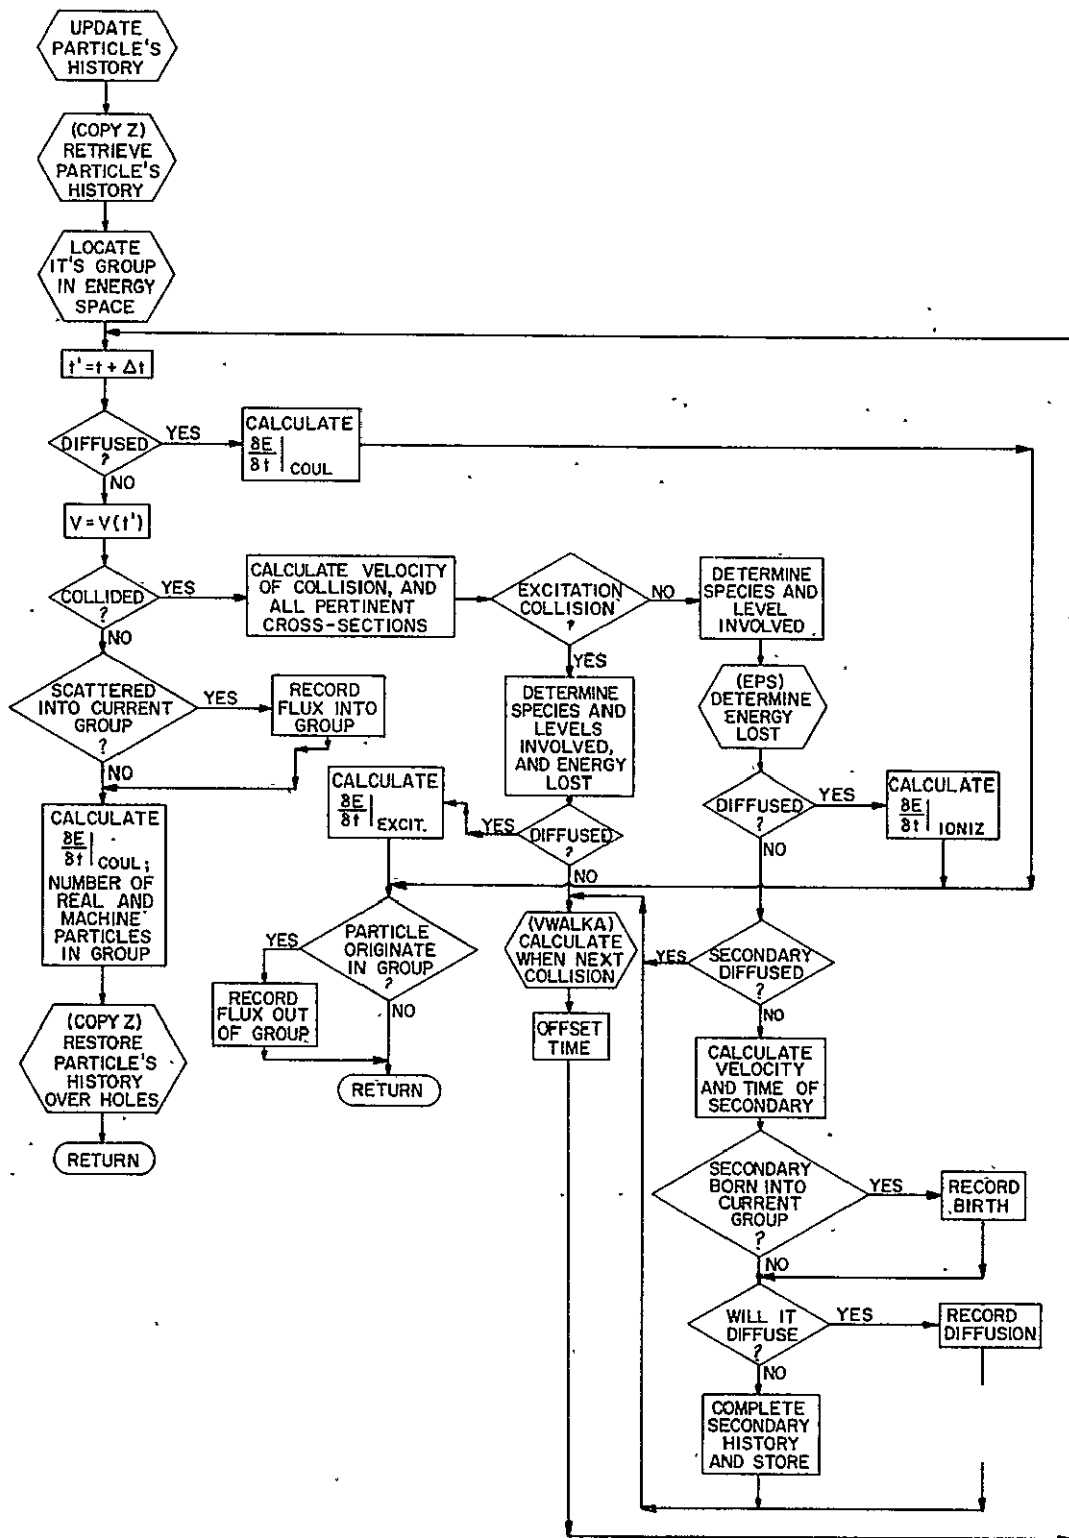 UPDATE
PARTICLE'S
HISTORY
(COPY Z)
RETRIEVE
PARTICLE'S
HISTORY
LOCATE
IT'S GROUP
IN ENERGY
SPACE
t' = t + Δt
DIFFUSED
?
YES
NO
CALCULATE
δE
δt | COUL
V = V(t')
COLLIDED
?
YES
NO
CALCULATE VELOCITY
OF COLLISION, AND
ALL PERTINENT
CROSS-SECTIONS
EXCITATION
COLLISION
?
NO
YES
DETERMINE
SPECIES AND
LEVEL
INVOLVED
SCATTERED
INTO CURRENT
GROUP
?
YES
NO
RECORD
FLUX INTO
GROUP
DETERMINE
SPECIES AND
LEVELS
INVOLVED,
AND ENERGY
LOST
(EPS)
DETERMINE
ENERGY
LOST
CALCULATE
δE
δt | COUL;
NUMBER OF
REAL AND
MACHINE
PARTICLES
IN GROUP
CALCULATE
δE
δt | EXCIT.
YES
DIFFUSED
?
NO
DIFFUSED
?
YES
NO
CALCULATE
δE
δt | IONIZ
PARTICLE
ORIGINATE
IN GROUP
?
YES
NO
RECORD
FLUX OUT
OF GROUP
RETURN
(VWALKA)
CALCULATE
WHEN NEXT
COLLISION
OFFSET
TIME
YES
SECONDARY
DIFFUSED
?
NO
(COPY Z)
RESTORE
PARTICLE'S
HISTORY
OVER HOLES
RETURN
CALCULATE
VELOCITY
AND TIME OF
SECONDARY
SECONDARY
BORN INTO
CURRENT
GROUP
?
YES
NO
RECORD
BIRTH
WILL IT
DIFFUSE
?
YES
NO
RECORD
DIFFUSION
COMPLETE
SECONDARY
HISTORY
AND STORE